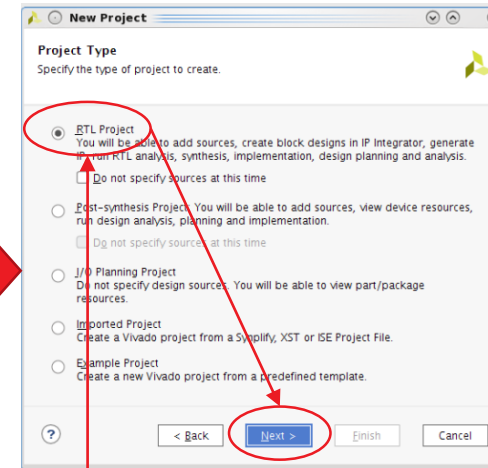 New Project
Project Type
Specify the type of project to create.
RTL Project
You will be able to add sources, create block designs in IP Integrator, generate
IP, run RTL analysis, synthesis, implementation, design planning and analysis.
Do not specify sources at this time
Post-synthesis Project: You will be able to add sources, view device resources,
run design analysis, planning and implementation.
Do not specify sources at this time
I/O Planning Project
Do not specify design sources. You will be able to view part/package
resources.
Imported Project
Create a Vivado project from a Synplify, XST or ISE Project File.
Example Project
Create a new Vivado project from a predefined template.
?
< Back
Next >
Finish
Cancel